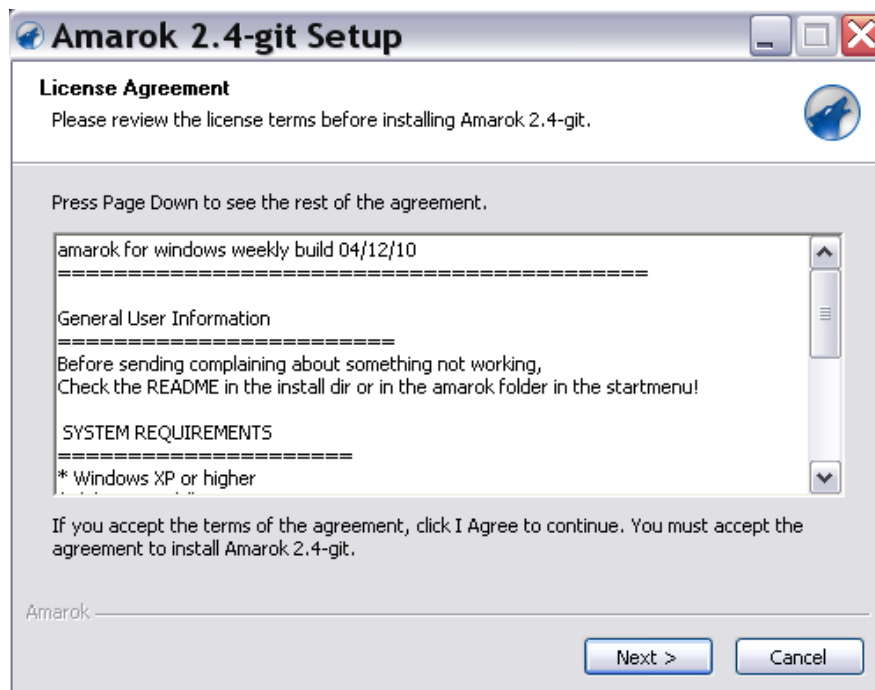 Amarok 2.4-git Setup
License Agreement
Please review the license terms before installing Amarok 2.4-git.
Press Page Down to see the rest of the agreement.
amarok for windows weekly build 04/12/10
==========================================
General User Information
========================
Before sending complaining about something not working,
Check the README in the install dir or in the amarok folder in the startmenu!
SYSTEM REQUIREMENTS
=====================
* Windows XP or higher
If you accept the terms of the agreement, click I Agree to continue. You must accept the
agreement to install Amarok 2.4-git.
Amarok
Next >
Cancel